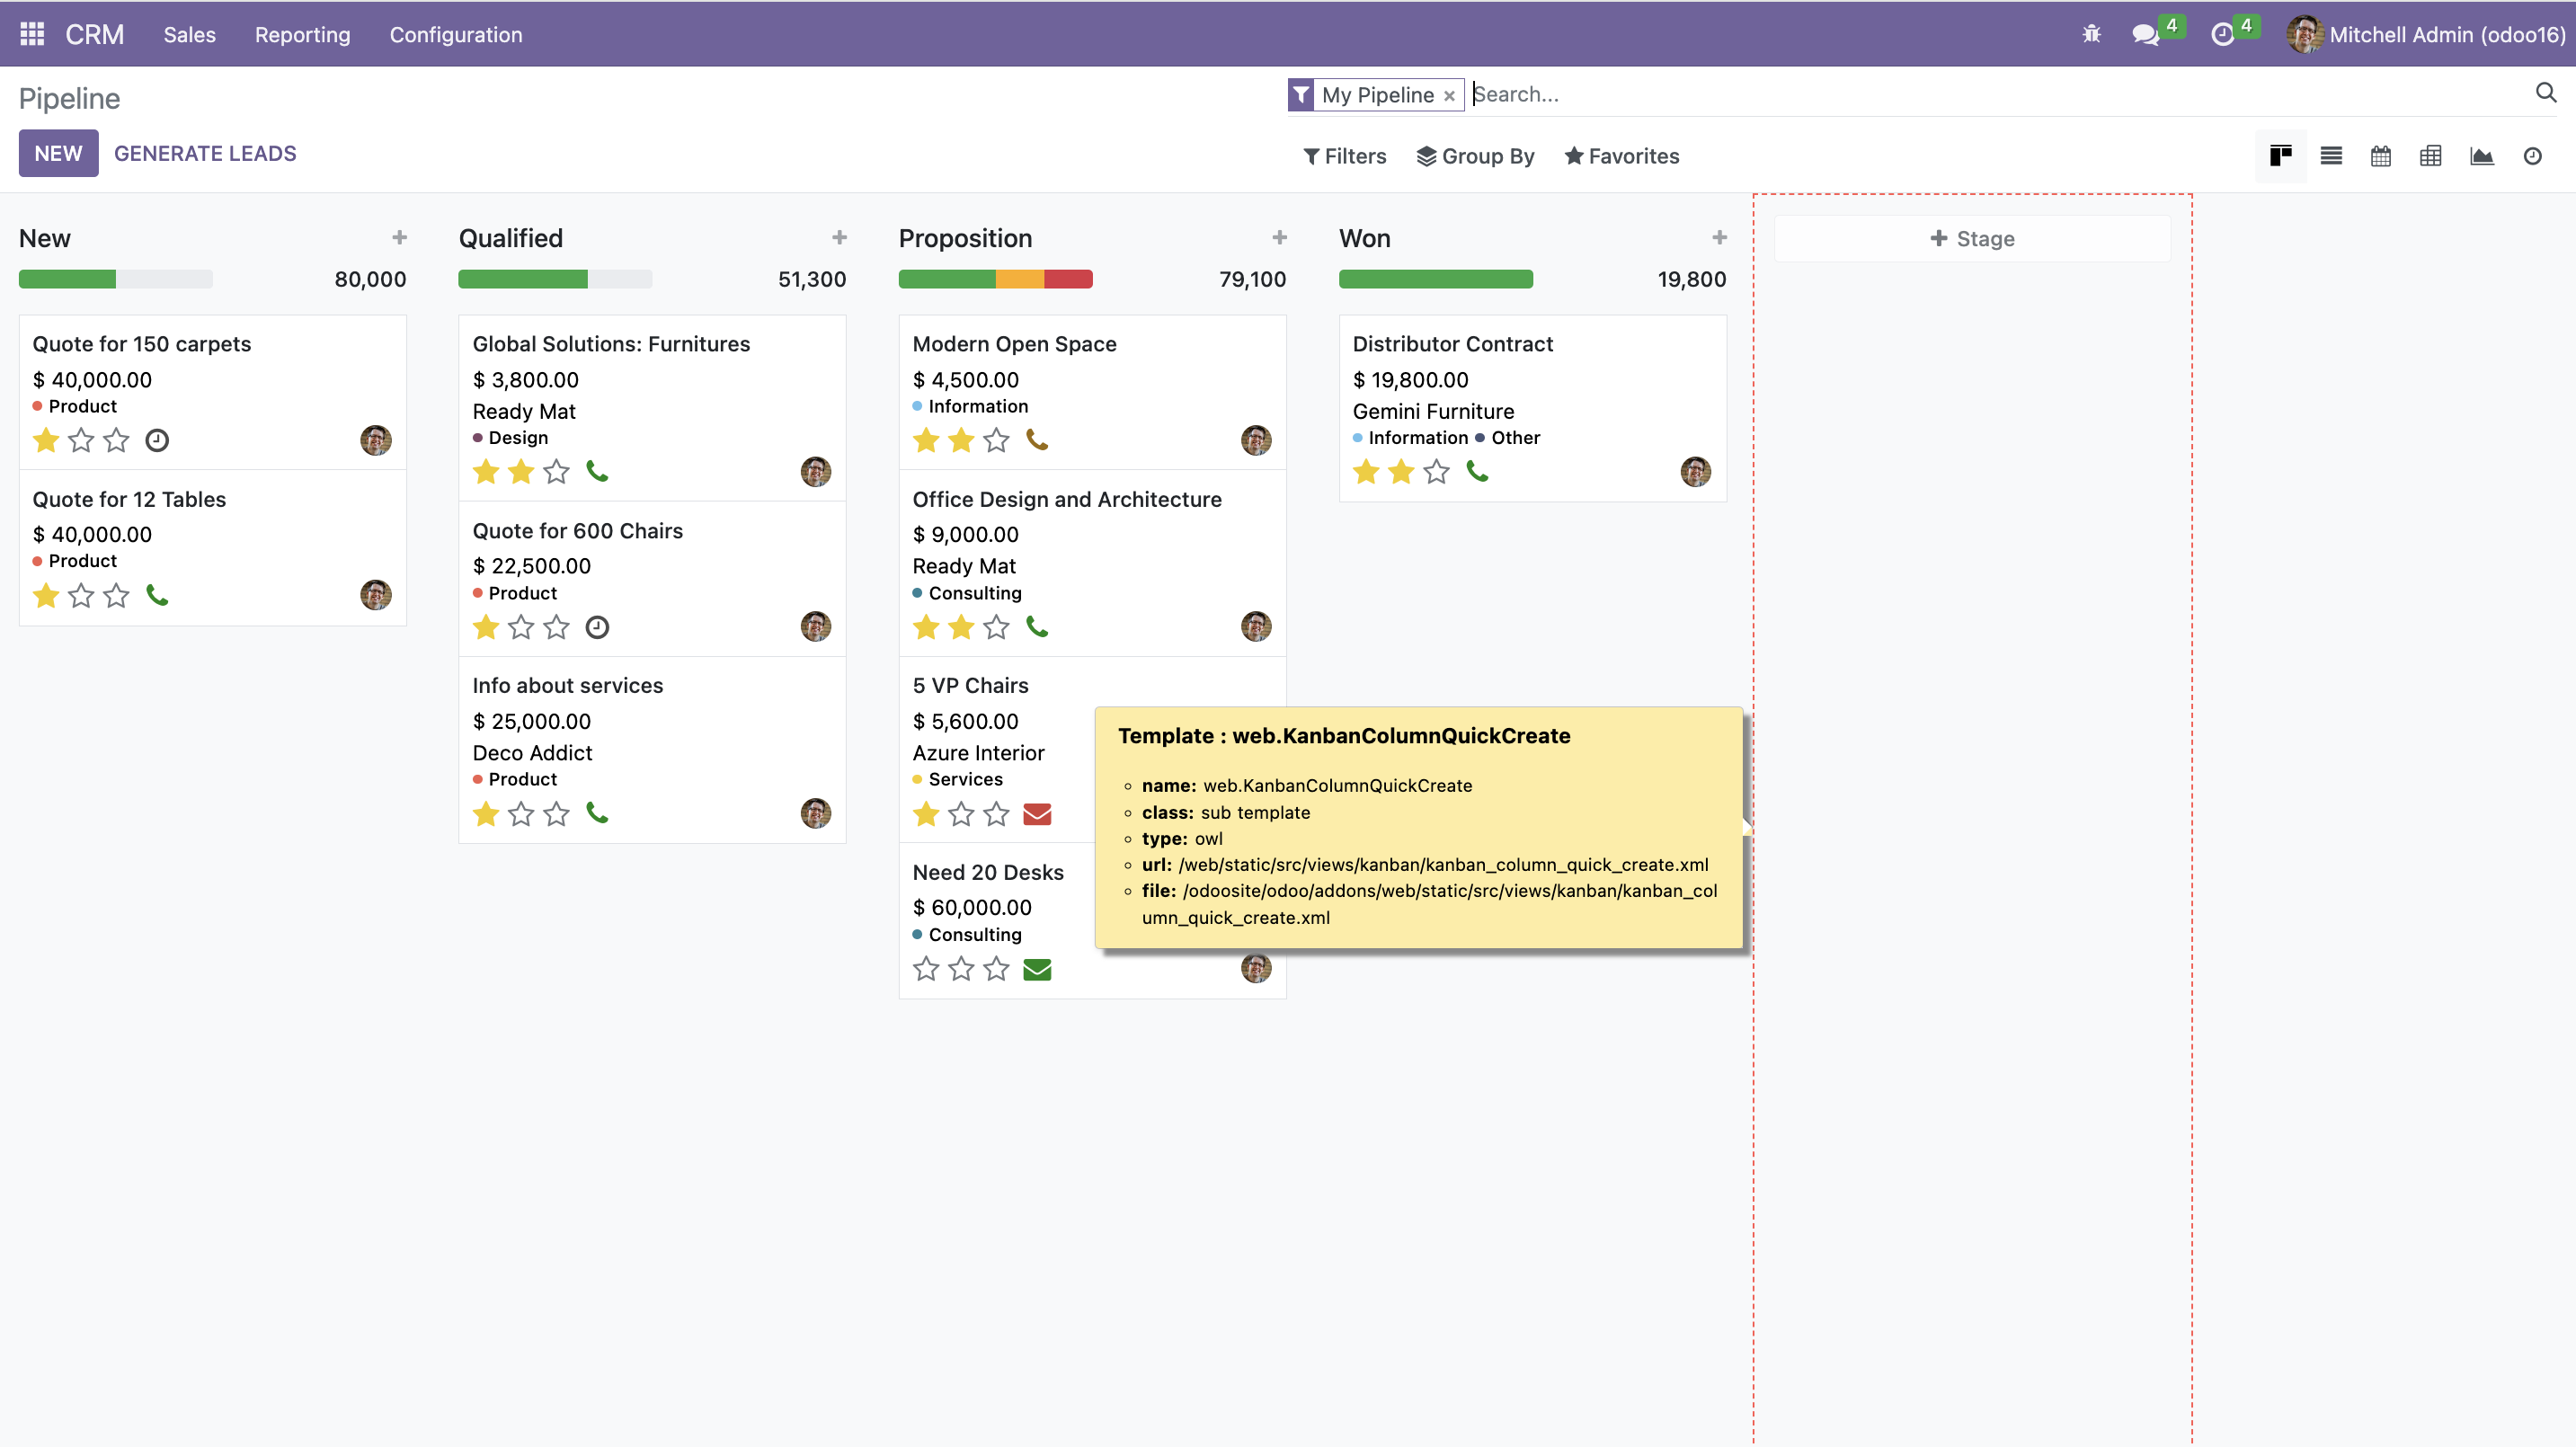 CRM Sales Reporting Configuration 4 4 Mitchell Admin (odoo16)
Pipeline
My Pipeline × Search...
NEW GENERATE LEADS
Filters Group By Favorites
New
80,000
Quote for 150 carpets
$ 40,000.00
Product
Quote for 12 Tables
$ 40,000.00
Product
Qualified
51,300
Global Solutions: Furnitures
$ 3,800.00
Ready Mat
Design
Quote for 600 Chairs
$ 22,500.00
Product
Info about services
$ 25,000.00
Deco Addict
Product
Proposition
79,100
Modern Open Space
$ 4,500.00
Information
Office Design and Architecture
$ 9,000.00
Ready Mat
Consulting
5 VP Chairs
$ 5,600.00
Azure Interior
Services
Need 20 Desks
$ 60,000.00
Consulting
Won
19,800
Distributor Contract
$ 19,800.00
Gemini Furniture
Information Other
Stage
Template : web.KanbanColumnQuickCreate
name: web.KanbanColumnQuickCreate
class: sub template
type: owl
url: /web/static/src/views/kanban/kanban_column_quick_create.xml
file: /odoosite/odoo/addons/web/static/src/views/kanban/kanban_col
umn_quick_create.xml